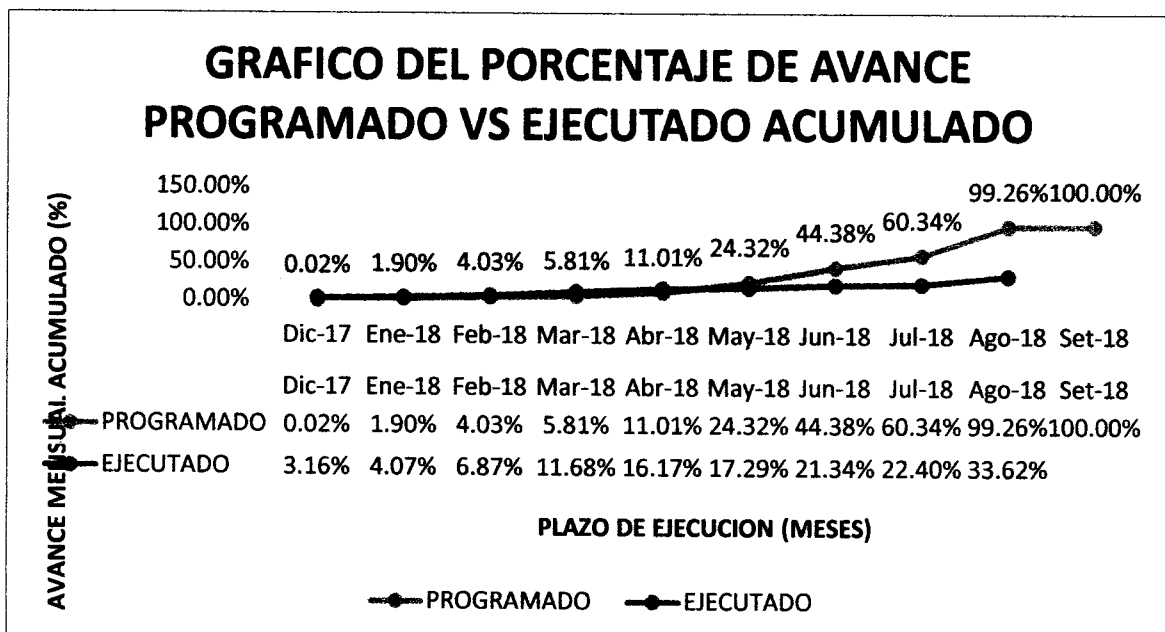 GRAFICO DEL PORCENTAJE DE AVANCE
PROGRAMADO VS EJECUTADO ACUMULADO
AVANCE MENSUAL ACUMULADO (%)
150.00%
100.00%
50.00%
0.00%
0.02% 1.90% 4.03% 5.81% 11.01% 24.32% 44.38% 60.34% 99.26% 100.00%
Dic-17 Ene-18 Feb-18 Mar-18 Abr-18 May-18 Jun-18 Jul-18 Ago-18 Set-18
Dic-17 Ene-18 Feb-18 Mar-18 Abr-18 May-18 Jun-18 Jul-18 Ago-18 Set-18
PROGRAMADO 0.02% 1.90% 4.03% 5.81% 11.01% 24.32% 44.38% 60.34% 99.26% 100.00%
EJECUTADO 3.16% 4.07% 6.87% 11.68% 16.17% 17.29% 21.34% 22.40% 33.62%
PLAZO DE EJECUCION (MESES)
PROGRAMADO EJECUTADO